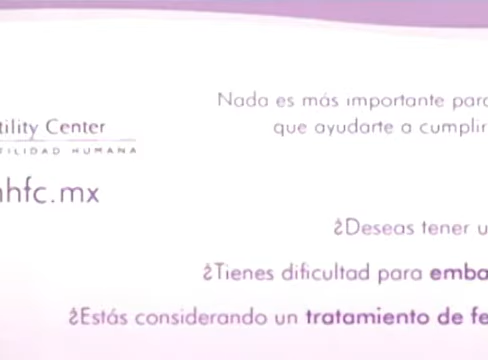 Nada es más importante para
que ayudarte a cumplir
tility Center
TILIDAD HUMANA
hfc.mx
¿Deseas tener u
¿Tienes dificultad para emba
¿Estás considerando un tratamiento de fe